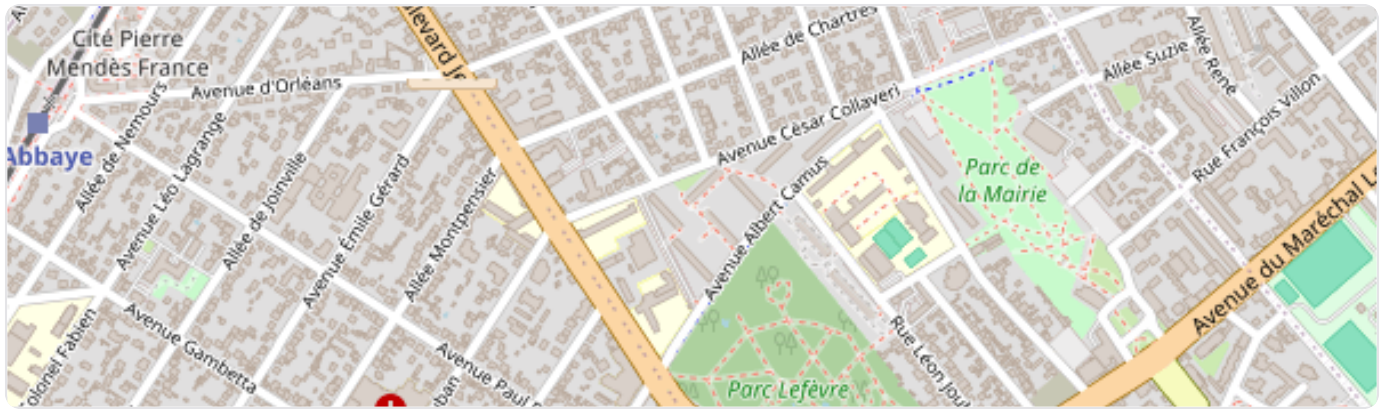 Cité Pierre
Mendès France
Avenue d'Orléans
Abbaye
Allée de Nemours
Avenue Léo Lagrange
Allée de Joinville
Avenue Émile Gérard
Allée Montpensier
Allée de Chartres
Avenue César Collaveri
Avenue Albert Camus
Parc de
la Mairie
Allée Suzie
Allée René
Rue François Villon
Avenue du Maréchal
Avenue Gambetta
Colonel Fabien
Avenue Paul
Parc Lefèvre
Rue Léon